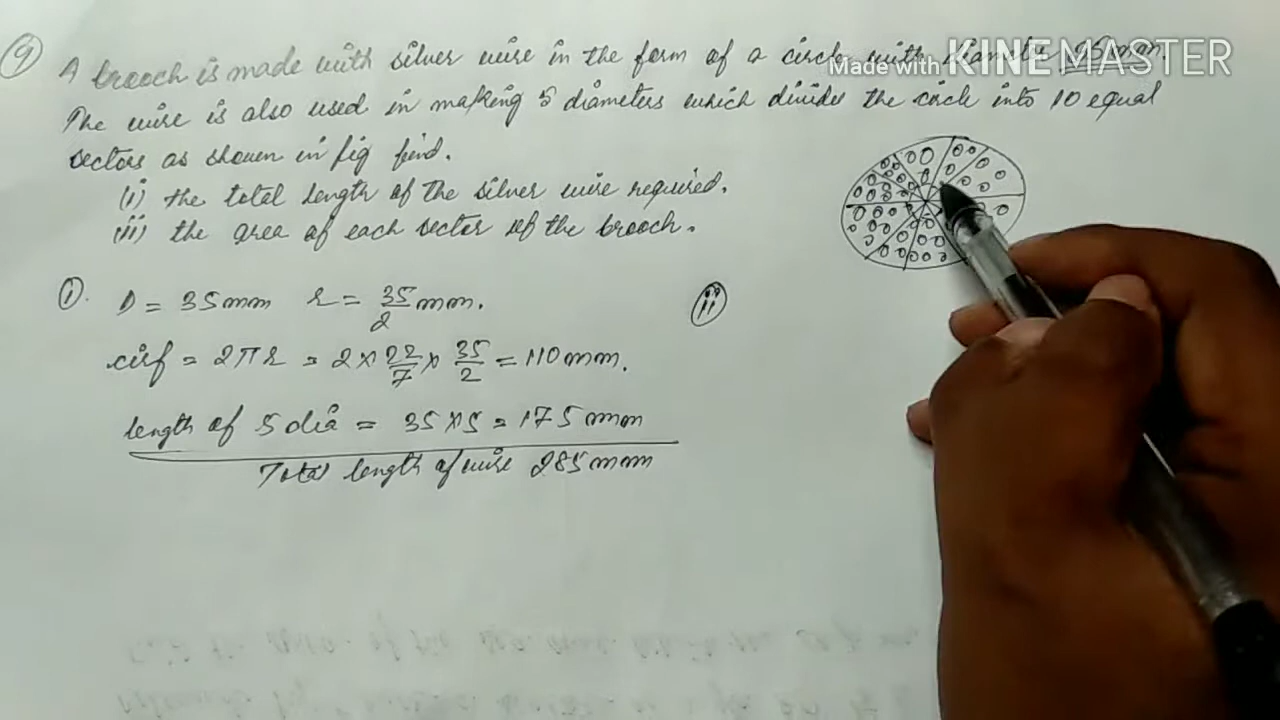 9 A brooch is made with silver wire in the form of a circle with diameter 35mm.
Made with KINEMASTER
The wire is also used in making 5 diameters which divides the circle into 10 equal
sectors as shown in fig find.
(i) the total length of the silver wire required.
(ii) the area of each sector of the brooch.
(i). D = 35mm r = 35/2 mm.
(ii)
cirf = 2πr = 2 × 22/7 × 35/2 = 110mm.
length of 5 dia = 35 × 5 = 175 mm
Total length of wire 285mm